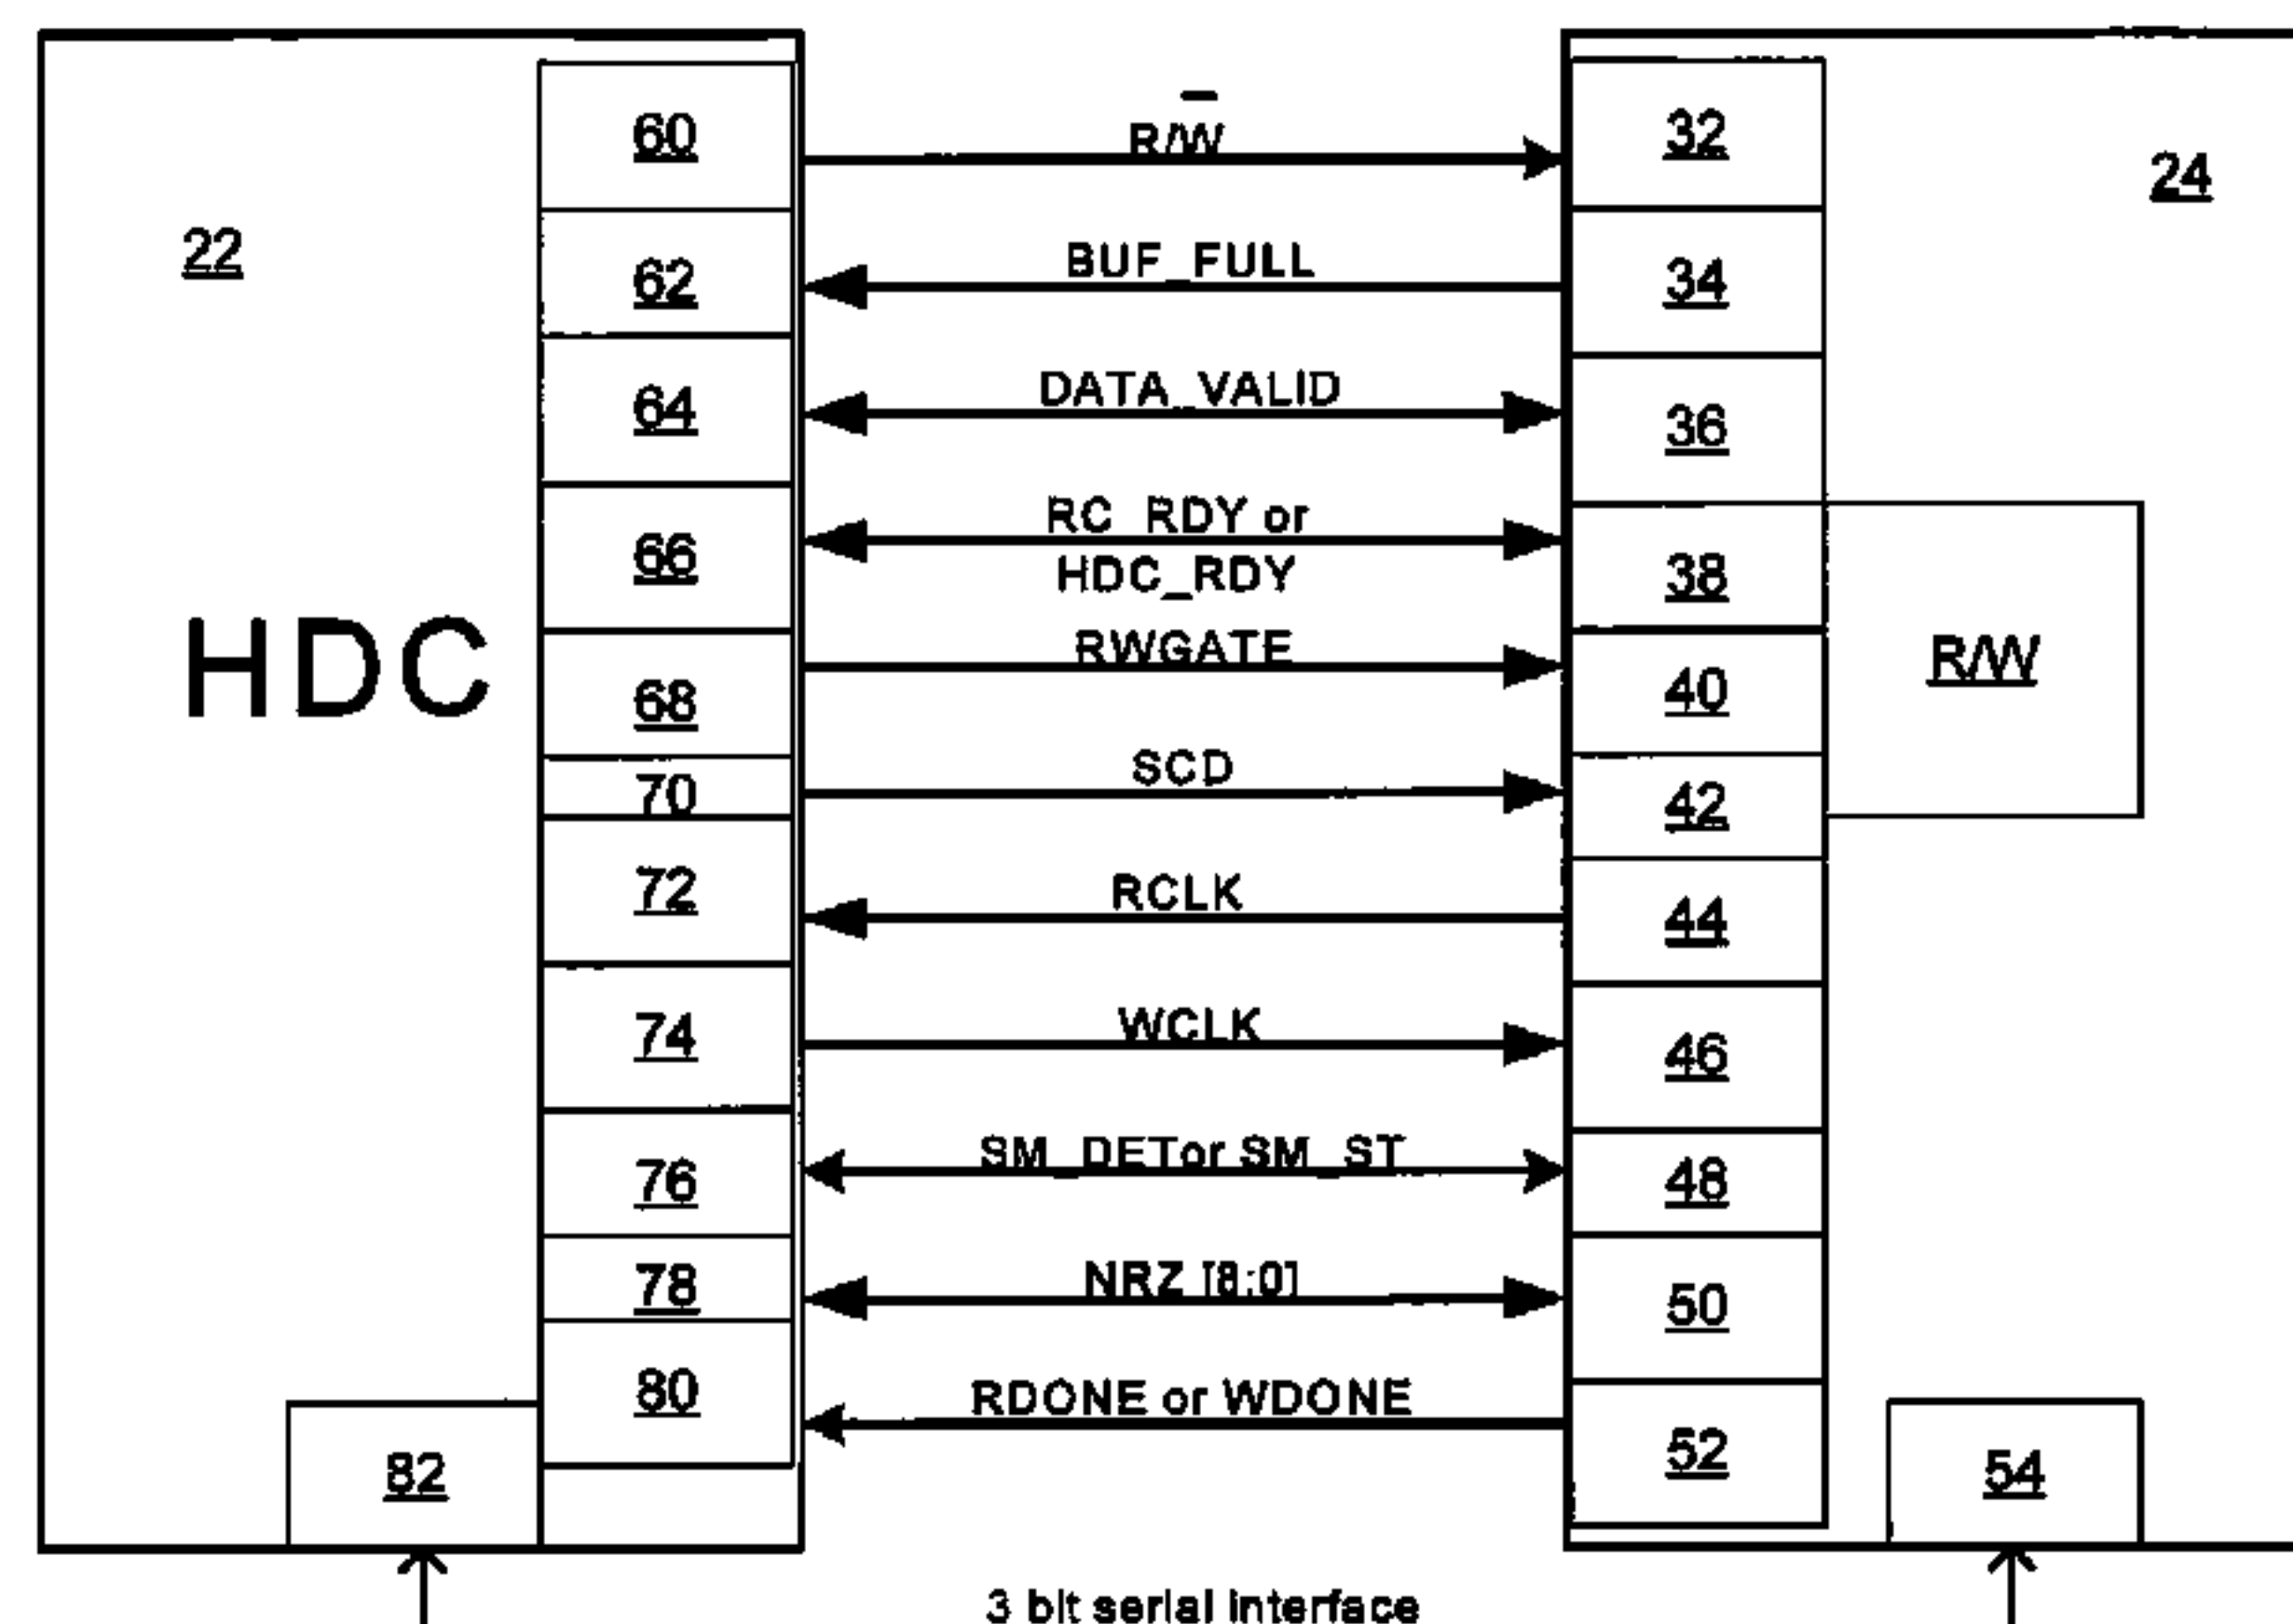 22
HDC
60
62
64
66
68
70
72
74
76
78
80
82
R/W
BUF_FULL
DATA_VALID
RC_RDY or
HDC_RDY
RWGATE
SCD
RCLK
WCLK
SM_DETor SM_ST
NRZ [8:0]
RDONE or WDONE
3 bit serial interface
32
34
36
38
40
42
44
46
48
50
52
24
R/W
54